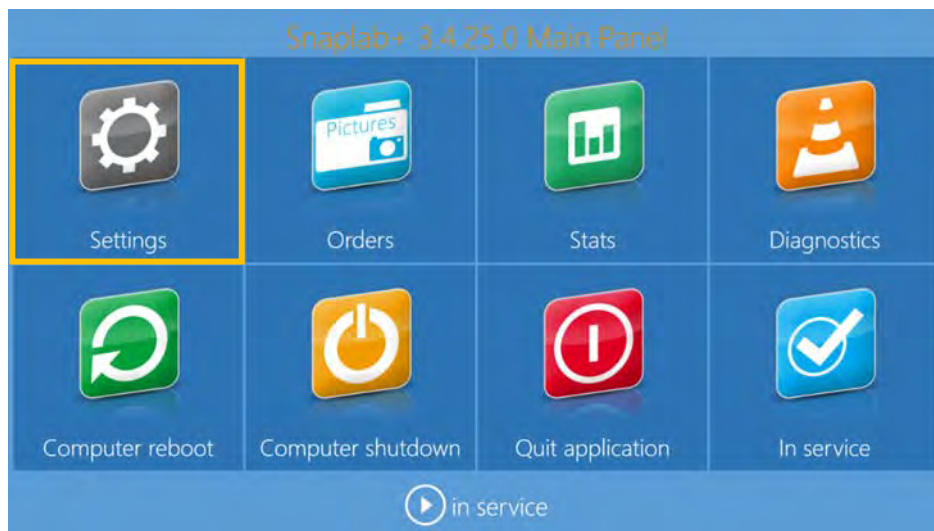 Snaplab+ 3.4.25.0 Main Panel
Pictures
Settings
Orders
Stats
Diagnostics
Computer reboot
Computer shutdown
Quit application
In service
in service